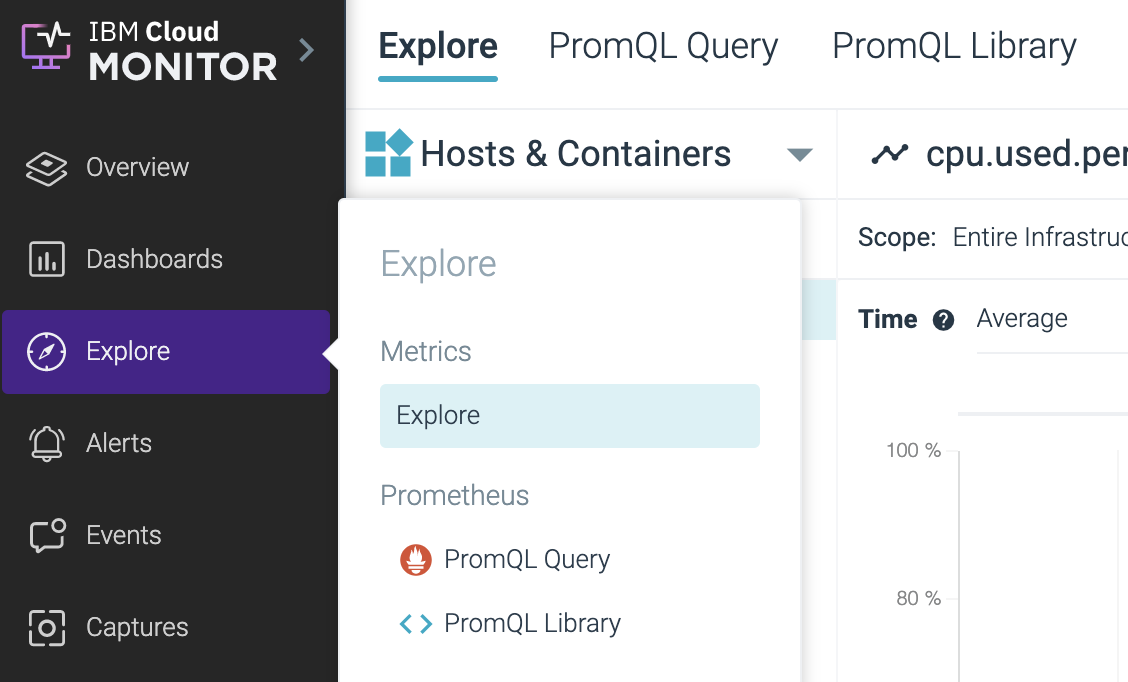 IBM Cloud
MONITOR
Overview
Dashboards
Explore
Alerts
Events
Captures
Explore PromQL Query PromQL Library
Hosts & Containers
Explore
Metrics
Explore
Prometheus
PromQL Query
PromQL Library
cpu.used.per
Scope: Entire Infrastruc
Time ? Average
100 %
80 %